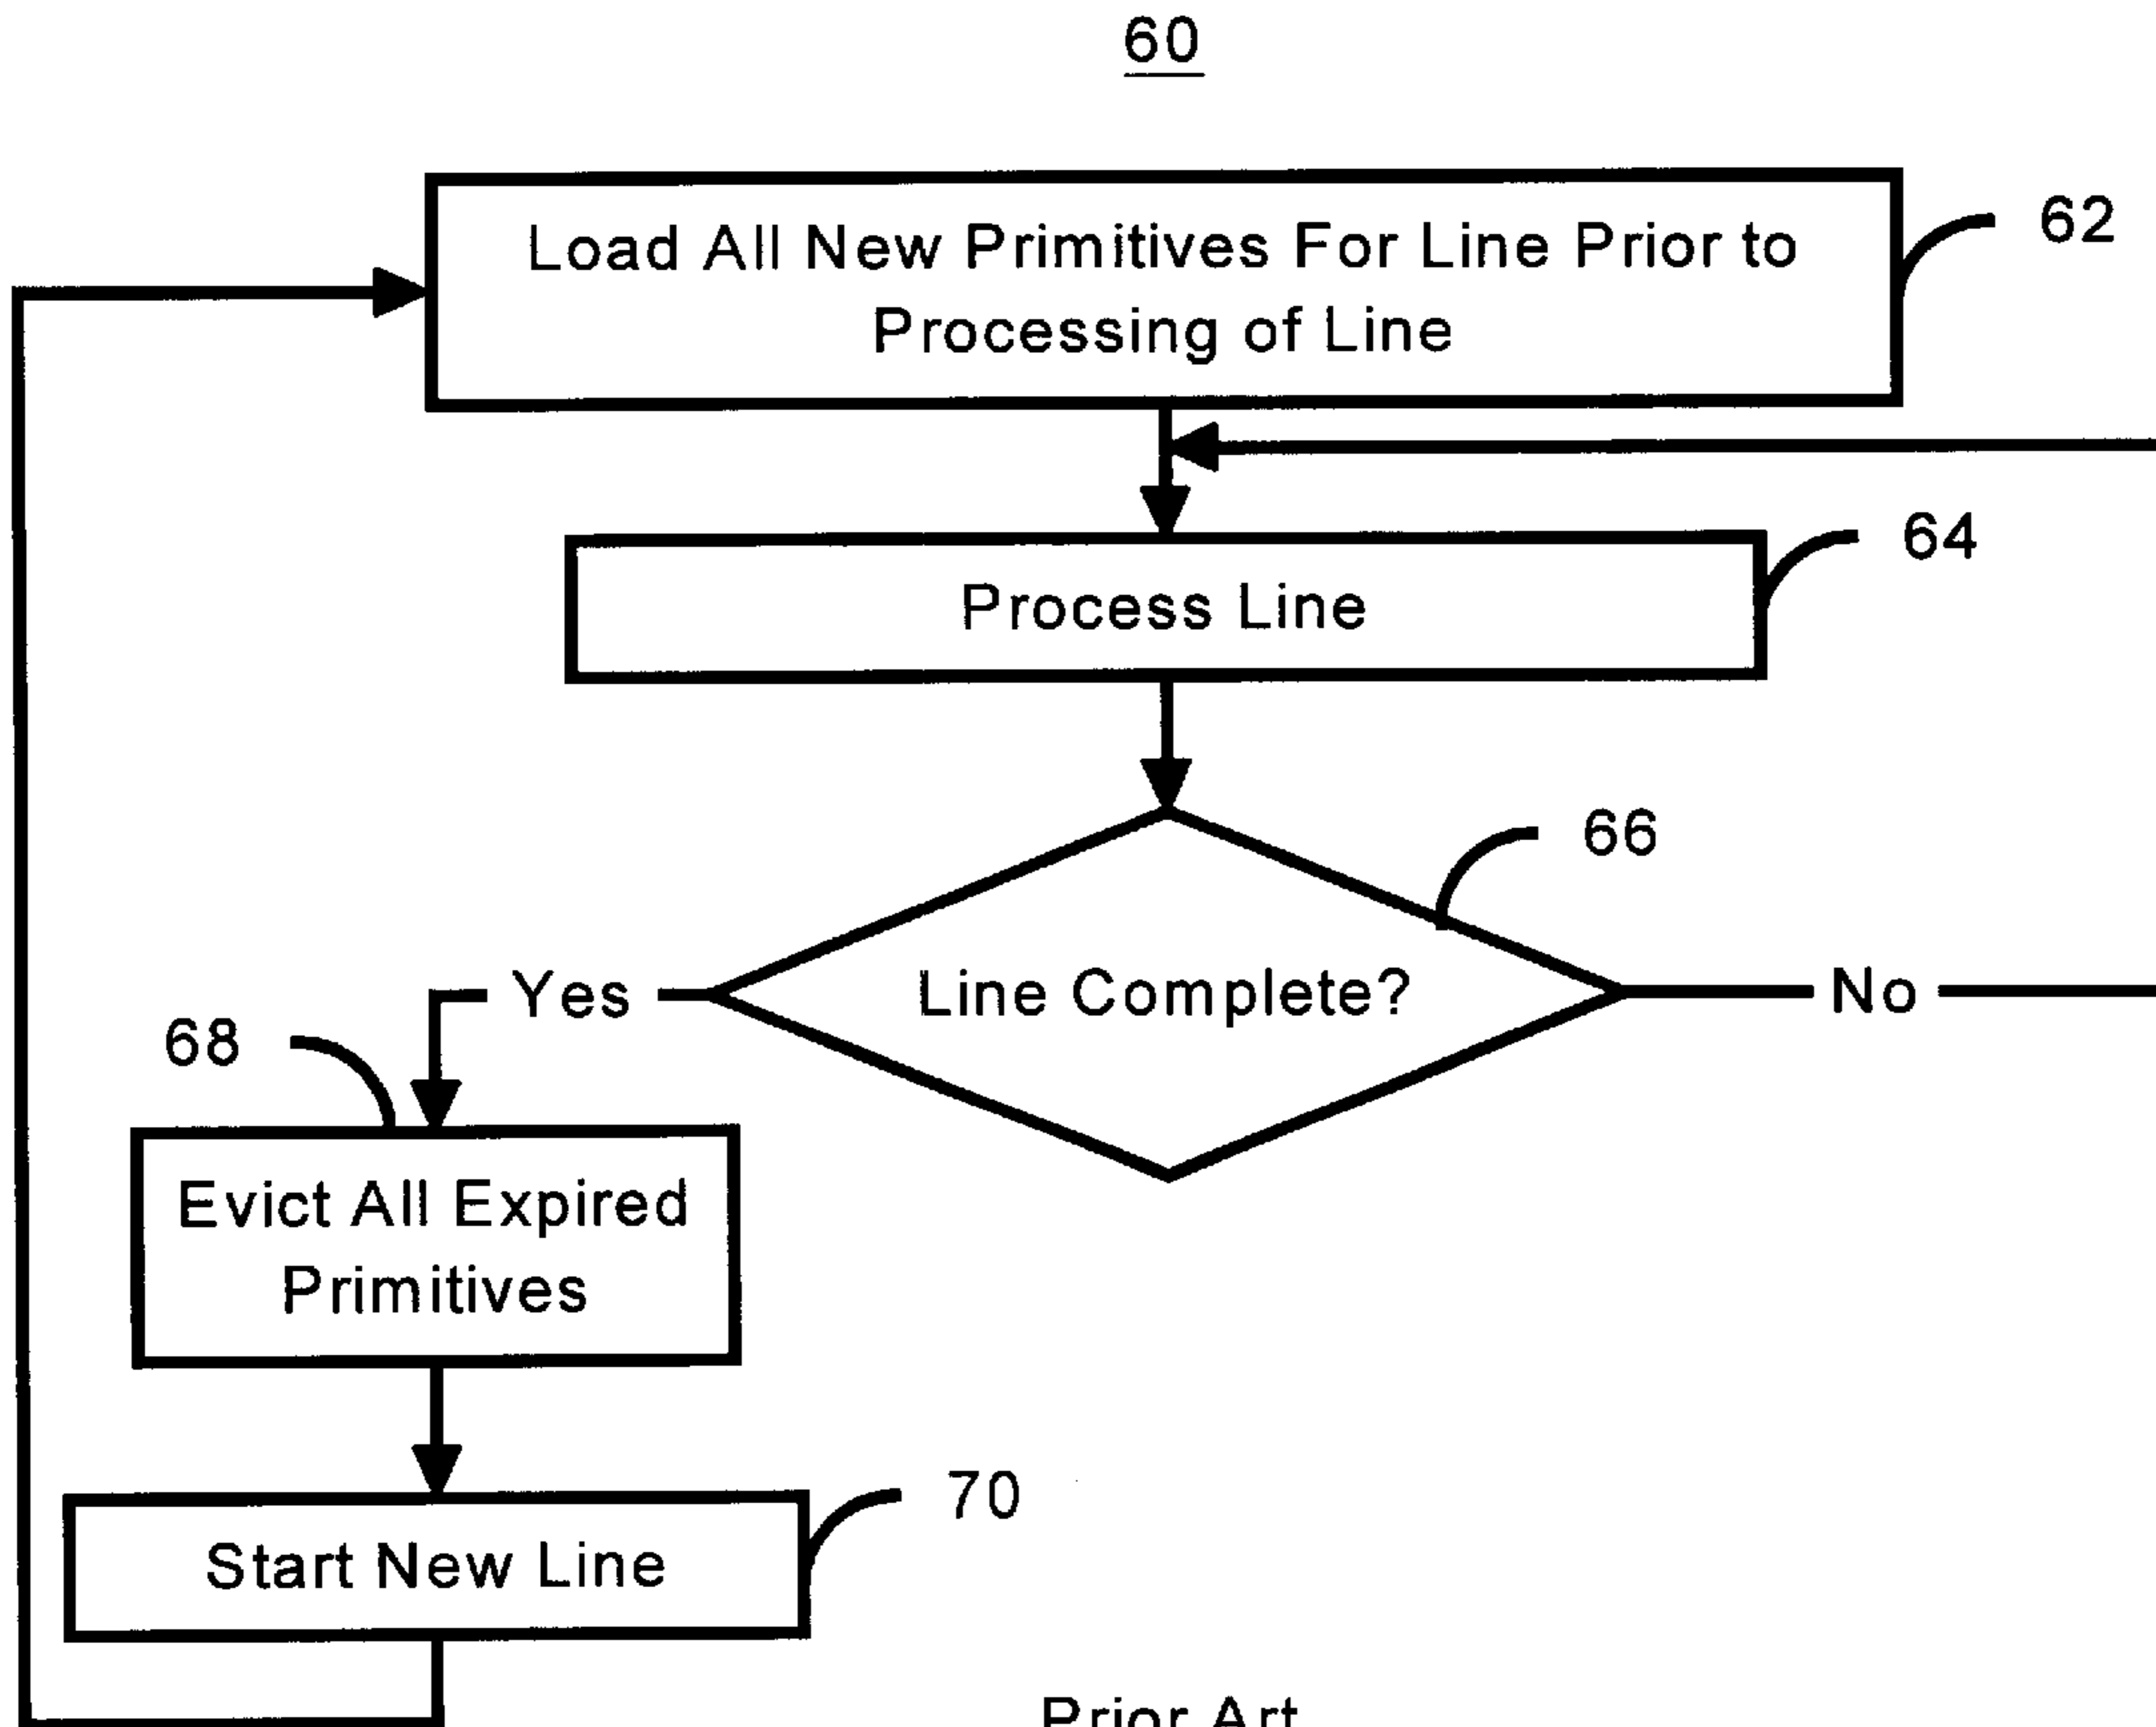 60
Load All New Primitives For Line Prior to
Processing of Line
62
Process Line
64
66
Line Complete?
Yes
No
68
Evict All Expired
Primitives
70
Start New Line
Prior Art